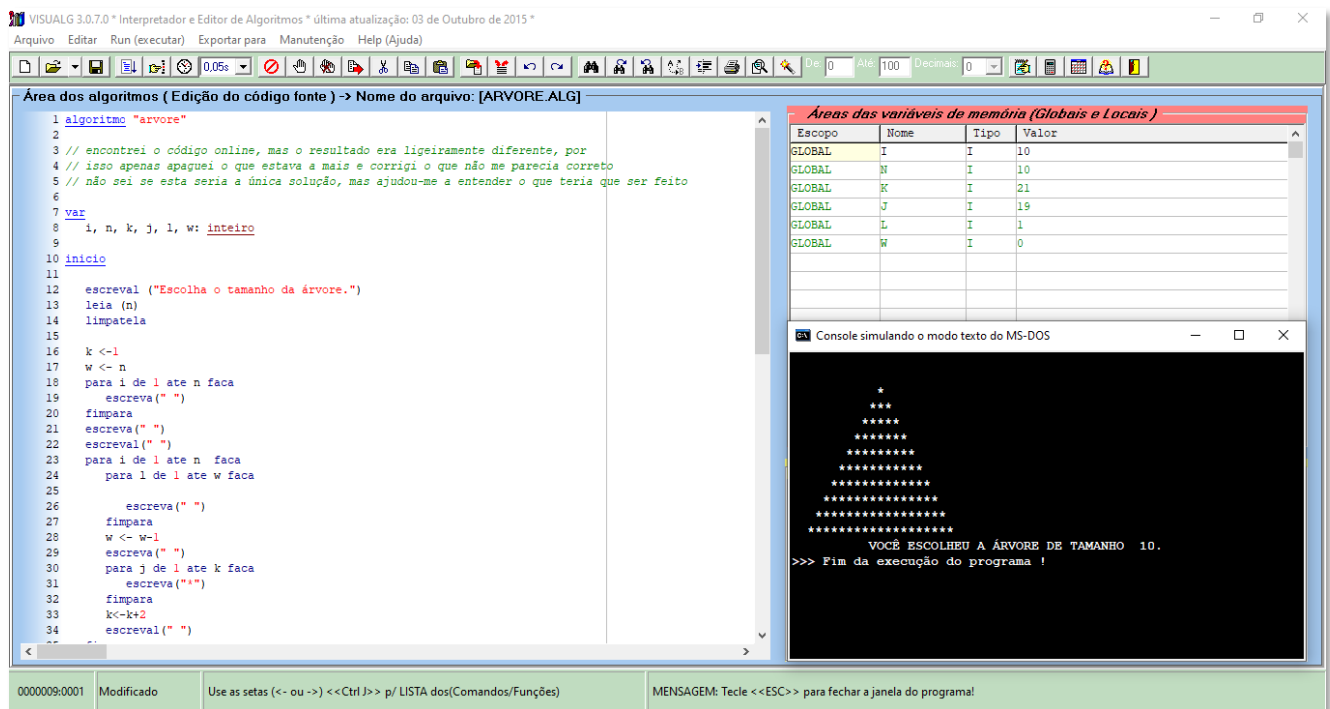 VISUALG 3.0.7.0 * Interpretador e Editor de Algoritmos * última atualização: 03 de Outubro de 2015 *
Arquivo Editar Run (executar) Exportar para Manutenção Help (Ajuda)
0,05s De: 0 Até: 100 Decimais: 0
Área dos algoritmos ( Edição do código fonte ) -> Nome do arquivo: [ARVORE.ALG]
1 algoritmo "arvore"
2
3 // encontrei o código online, mas o resultado era ligeiramente diferente, por
4 // isso apenas apaguei o que estava a mais e corrigi o que não me parecia correto
5 // não sei se esta seria a única solução, mas ajudou-me a entender o que teria que ser feito
6
7 var
8 i, n, k, j, l, w: inteiro
9
10 inicio
11
12 escreval ("Escolha o tamanho da árvore.")
13 leia (n)
14 limpatela
15
16 k <-1
17 w <- n
18 para i de 1 ate n faca
19 escreva(" ")
20 fimpara
21 escreva(" ")
22 escreval(" ")
23 para i de 1 ate n faca
24 para l de 1 ate w faca
25
26 escreva(" ")
27 fimpara
28 w <- w-1
29 escreva(" ")
30 para j de 1 ate k faca
31 escreva("*")
32 fimpara
33 k<-k+2
34 escreval(" ")
Áreas das variáveis de memória (Globais e Locais )
Escopo Nome Tipo Valor
GLOBAL I I 10
GLOBAL N I 10
GLOBAL K I 21
GLOBAL J I 19
GLOBAL L I 1
GLOBAL W I 0
Console simulando o modo texto do MS-DOS
*
***
*****
*******
*********
***********
*************
***************
*****************
*******************
VOCÊ ESCOLHEU A ÁRVORE DE TAMANHO 10.
>>> Fim da execução do programa !
0000009:0001 Modificado Use as setas (<- ou ->) <<Ctrl J>> p/ LISTA dos(Comandos/Funções) MENSAGEM: Tecle <<ESC>> para fechar a janela do programa!